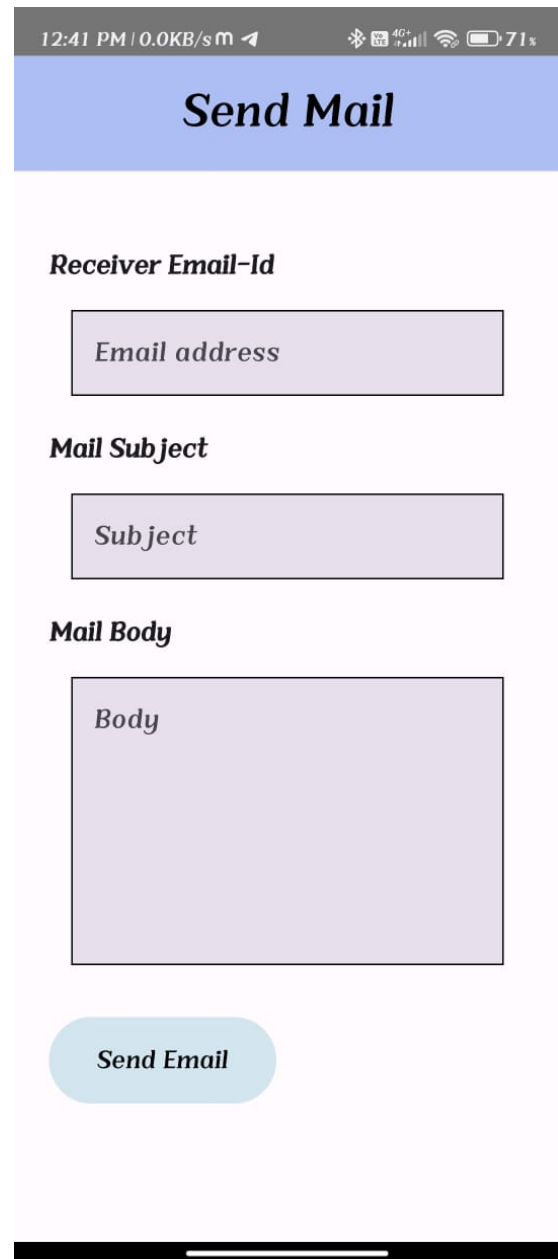 12:41 PM | 0.0KB/s m 4G+ 71%
Send Mail
Receiver Email-Id
Email address
Mail Subject
Subject
Mail Body
Body
Send Email